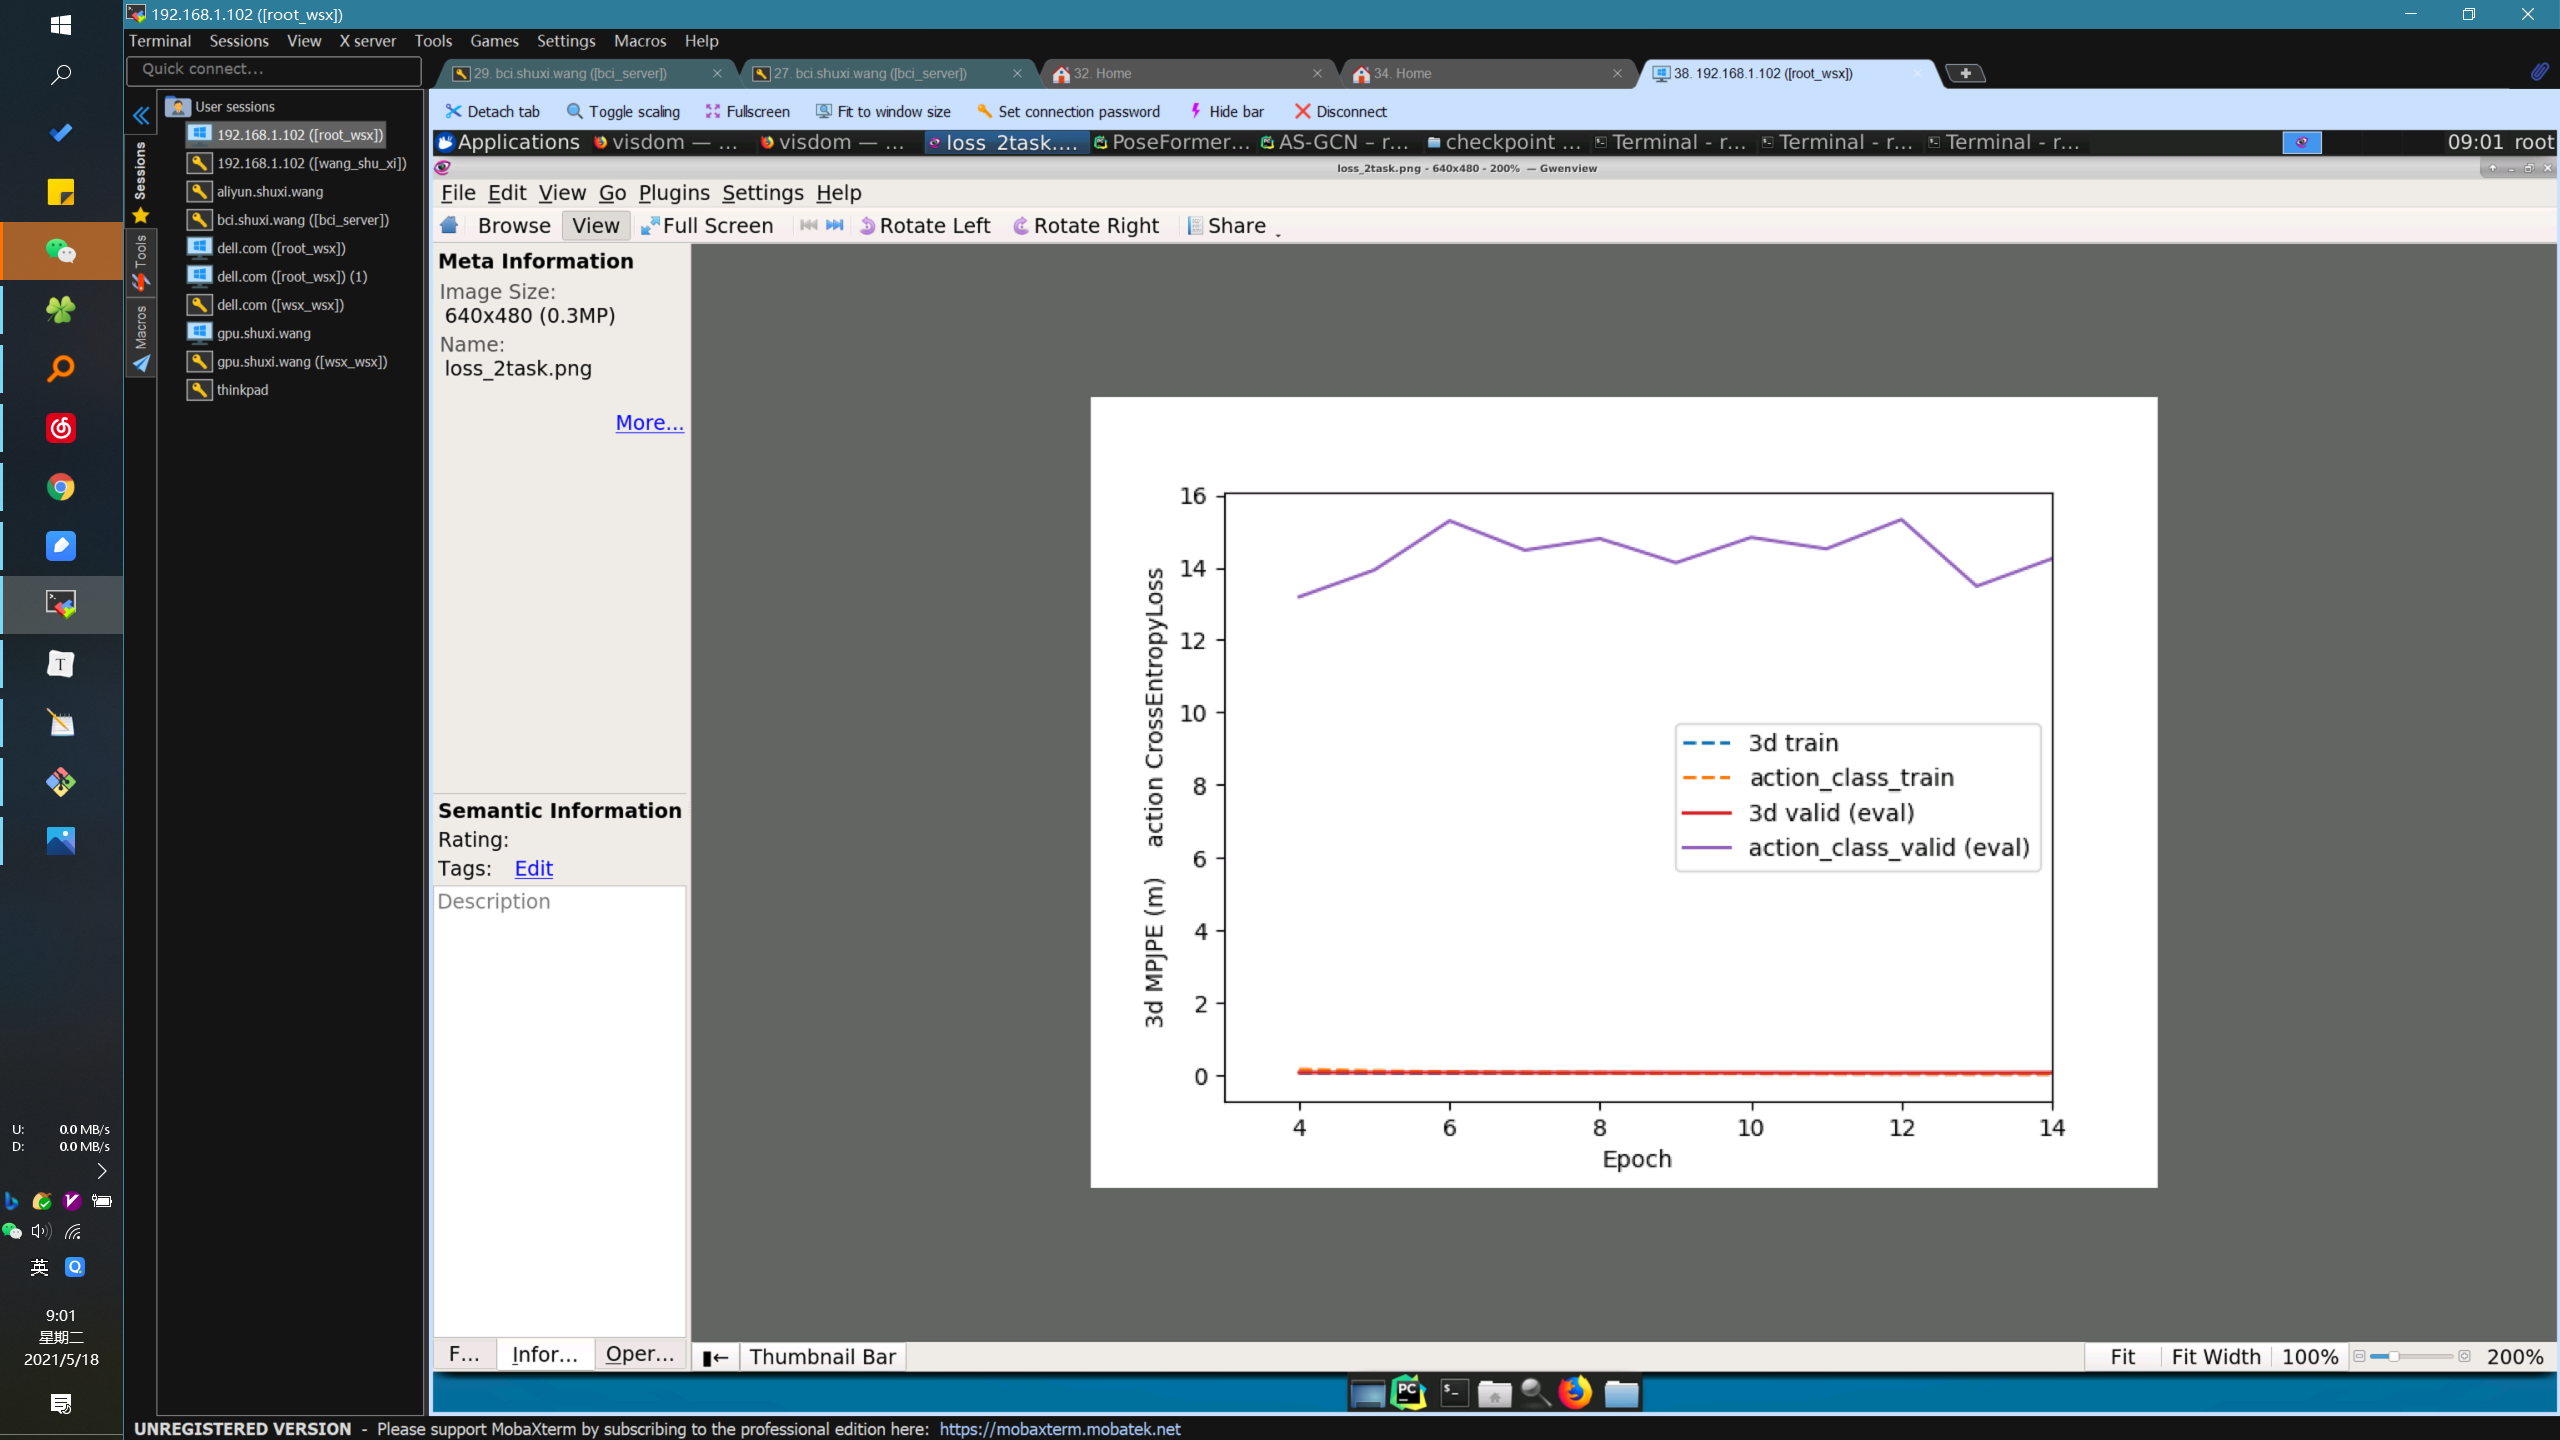 192.168.1.102 ([root_wsx])
Terminal Sessions View X server Tools Games Settings Macros Help
Quick connect...
29. bci.shuxi.wang ([bci_server])
27. bci.shuxi.wang ([bci_server])
32. Home
34. Home
38. 192.168.1.102 ([root_wsx])
Detach tab Toggle scaling Fullscreen Fit to window size Set connection password Hide bar Disconnect
Sessions
Tools
Macros
User sessions
192.168.1.102 ([root_wsx])
192.168.1.102 ([wang_shu_xi])
aliyun.shuxi.wang
bci.shuxi.wang ([bci_server])
dell.com ([root_wsx])
dell.com ([root_wsx]) (1)
dell.com ([wsx_wsx])
gpu.shuxi.wang
gpu.shuxi.wang ([wsx_wsx])
thinkpad
Applications visdom — ... visdom — ... loss_2task.... PoseFormer... AS-GCN – r... checkpoint ... Terminal - r... Terminal - r... Terminal - r... 09:01 root
loss_2task.png - 640x480 - 200% — Gwenview
File Edit View Go Plugins Settings Help
Browse View Full Screen Rotate Left Rotate Right Share
Meta Information
Image Size:
640x480 (0.3MP)
Name:
loss_2task.png
More...
Semantic Information
Rating:
Tags: Edit
Description
F... Infor... Oper...
Thumbnail Bar
Fit Fit Width 100% 200%
16
14
12
10
8
6
4
2
0
3d MPJPE (m) action CrossEntropyLoss
3d train
action_class_train
3d valid (eval)
action_class_valid (eval)
4 6 8 10 12 14
Epoch
T
PC
U: 0.0 MB/s
D: 0.0 MB/s
英
9:01
星期二
2021/5/18
UNREGISTERED VERSION - Please support MobaXterm by subscribing to the professional edition here: https://mobaxterm.mobatek.net